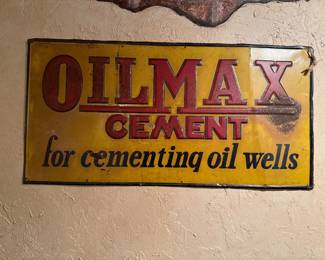 OILMAX
CEMENT
for cementing oil wells